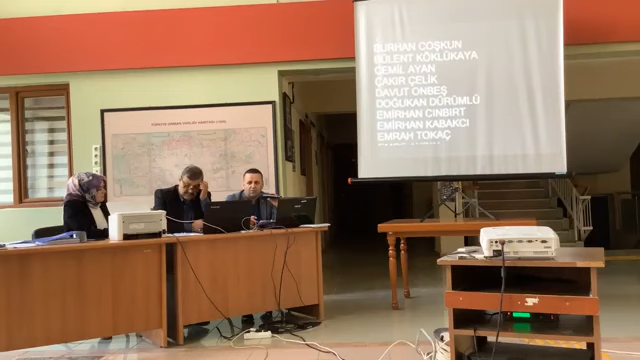 BURHAN COŞKUN
BÜLENT KÖKLÜKAYA
CEMİL AYAN
ÇAKIR ÇELİK
DAVUT ONBEŞ
DOĞUKAN DÜRÜMLÜ
EMİRHAN CINBIRT
EMİRHAN KABAKCI
EMRAH TOKAÇ